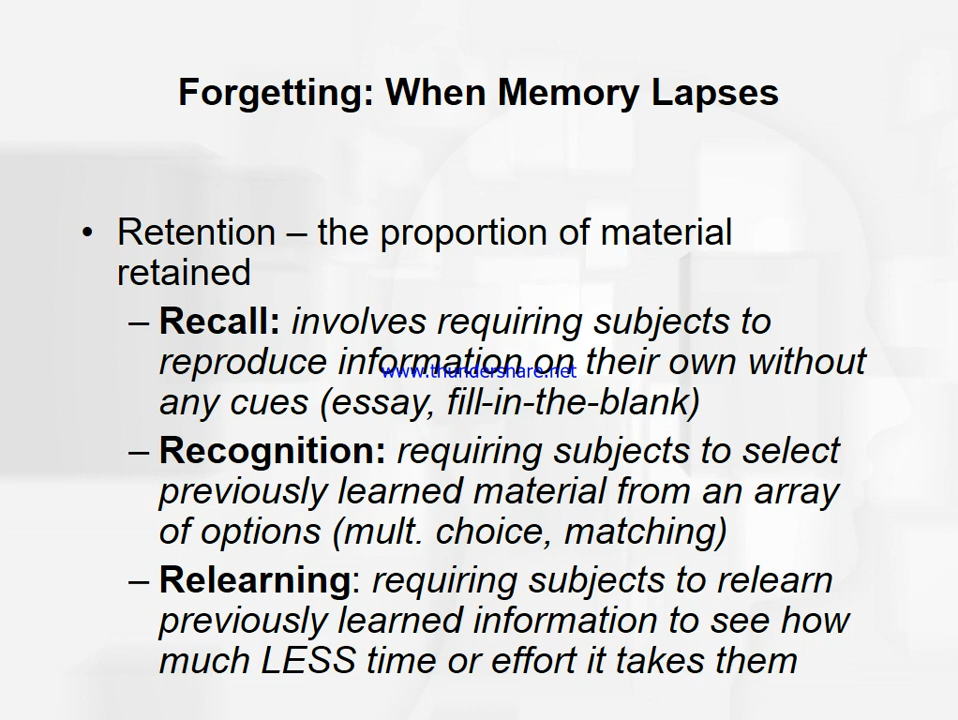 Forgetting: When Memory Lapses
• Retention – the proportion of material
retained
– Recall: involves requiring subjects to
reproduce information on their own without
www.thundershare.net
any cues (essay, fill-in-the-blank)
– Recognition: requiring subjects to select
previously learned material from an array
of options (mult. choice, matching)
– Relearning: requiring subjects to relearn
previously learned information to see how
much LESS time or effort it takes them